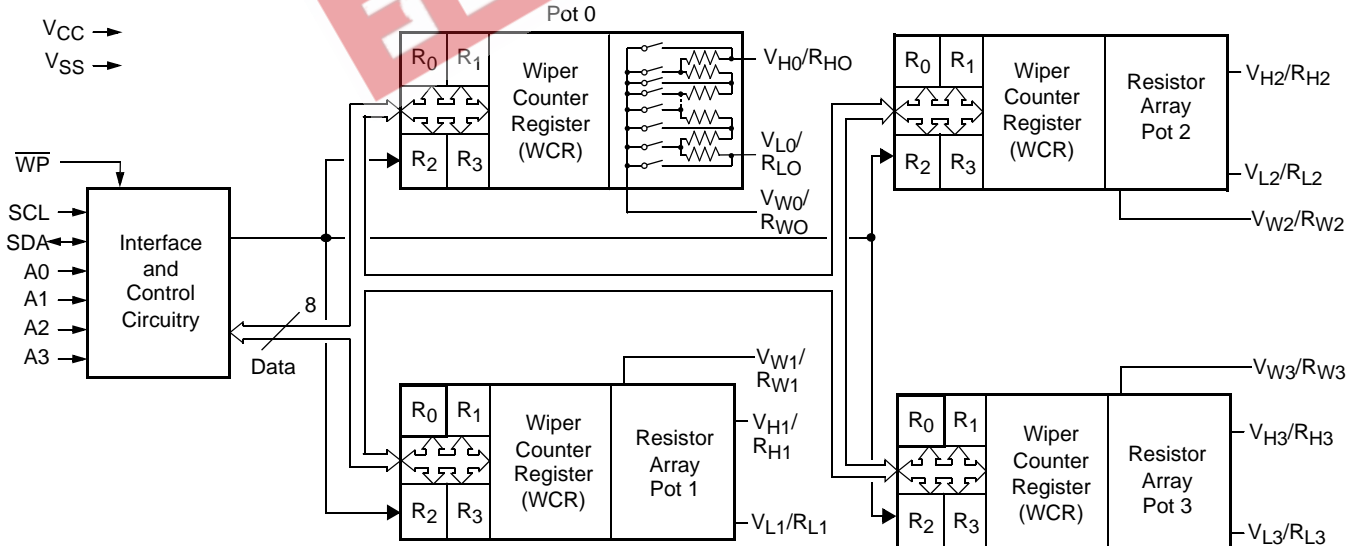 Pot 0
VCC
VSS
WP
SCL
SDA
A0
A1
A2
A3
Interface
and
Control
Circuitry
8
Data
R0 R1
R2 R3
Wiper
Counter
Register
(WCR)
VH0/RHO
VL0/
RLO
VW0/
RWO
R0 R1
R2 R3
Wiper
Counter
Register
(WCR)
Resistor
Array
Pot 2
VH2/RH2
VL2/RL2
VW2/RW2
R0 R1
R2 R3
Wiper
Counter
Register
(WCR)
Resistor
Array
Pot 1
VW1/
RW1
VH1/
RH1
VL1/RL1
R0 R1
R2 R3
Wiper
Counter
Register
(WCR)
Resistor
Array
Pot 3
VW3/RW3
VH3/RH3
VL3/RL3